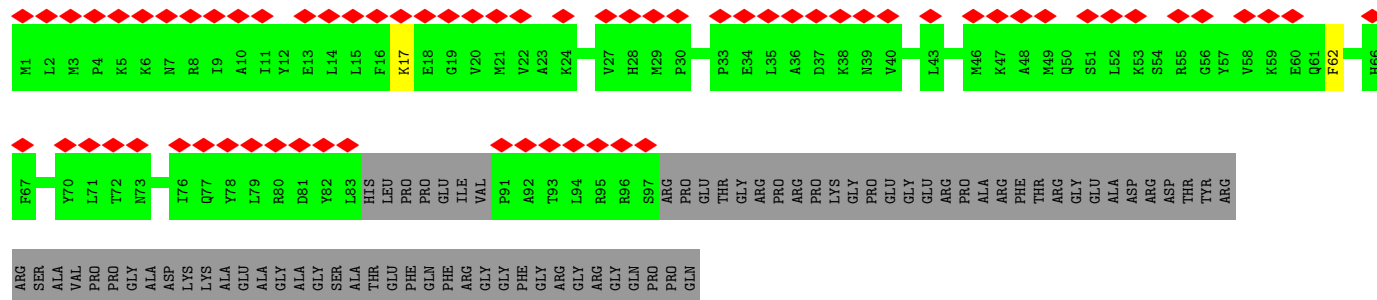 M1 L2 M3 P4 K5 K6 N7 R8 I9 A10 I11 Y12 E13 L14 L15 F16 K17 E18 G19 V20 M21 V22 A23 K24 V27 H28 M29 P30 P33 E34 L35 A36 D37 K38 N39 V40 L43 M46 K47 A48 M49 Q50 S51 L52 K53 S54 R55 G56 Y57 V58 K59 E60 Q61 F62 H66
F67 Y70 L71 T72 N73 I76 Q77 Y78 L79 R80 D81 Y82 L83 HIS LEU PRO PRO GLU ILE VAL P91 A92 T93 L94 R95 R96 S97 ARG PRO GLU THR GLY ARG PRO ARG PRO LYS GLY PRO GLU GLY GLU ARG PRO ALA ARG PHE THR ARG GLY GLU ALA ASP ARG ASP THR TYR ARG
ARG SER ALA VAL PRO PRO GLY ALA ASP LYS LYS ALA GLU ALA GLY ALA GLY SER ALA THR GLU PHE GLN PHE ARG GLY GLY PHE GLY ARG GLY ARG GLY GLN PRO PRO GLN